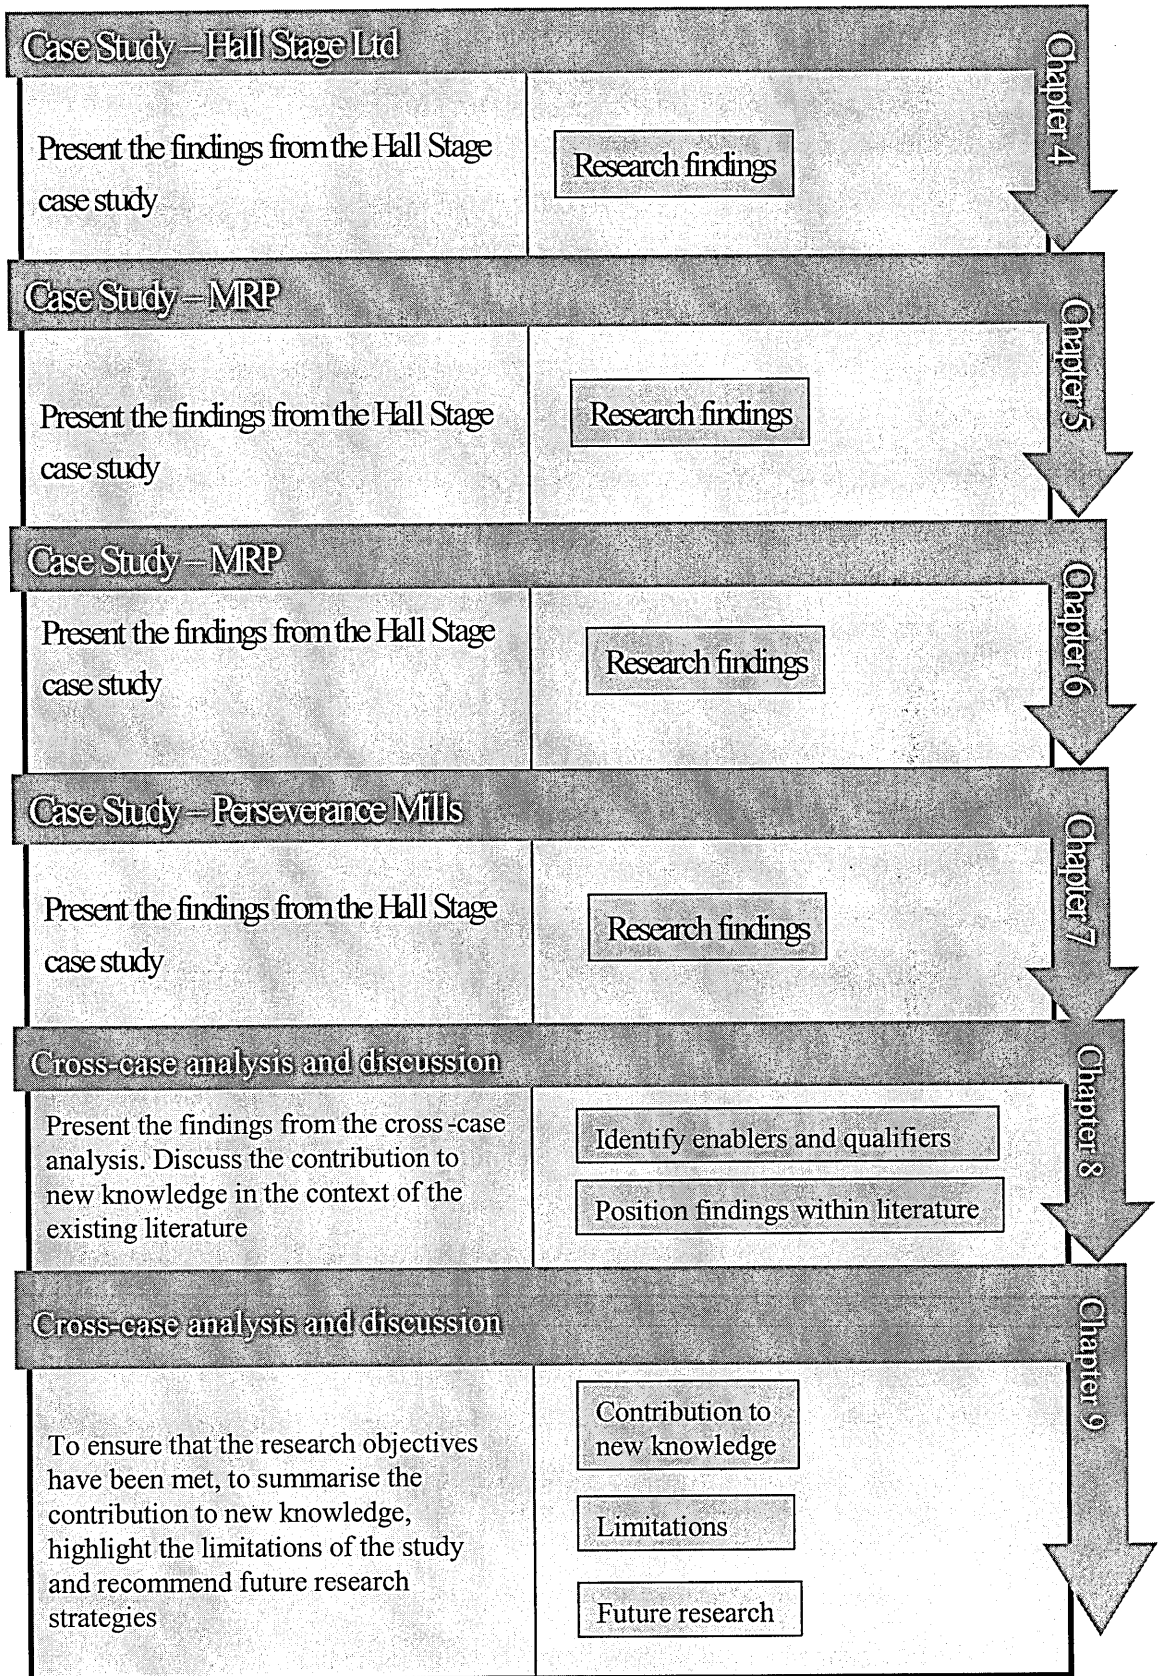 Case Study – Hall Stage Ltd
Chapter 4
Present the findings from the Hall Stage
case study
Research findings
Case Study – MRP
Chapter 5
Present the findings from the Hall Stage
case study
Research findings
Case Study – MRP
Chapter 6
Present the findings from the Hall Stage
case study
Research findings
Case Study – Perseverance Mills
Chapter 7
Present the findings from the Hall Stage
case study
Research findings
Cross-case analysis and discussion
Chapter 8
Present the findings from the cross-case
analysis. Discuss the contribution to
new knowledge in the context of the
existing literature
Identify enablers and qualifiers
Position findings within literature
Cross-case analysis and discussion
Chapter 9
To ensure that the research objectives
have been met, to summarise the
contribution to new knowledge,
highlight the limitations of the study
and recommend future research
strategies
Contribution to
new knowledge
Limitations
Future research